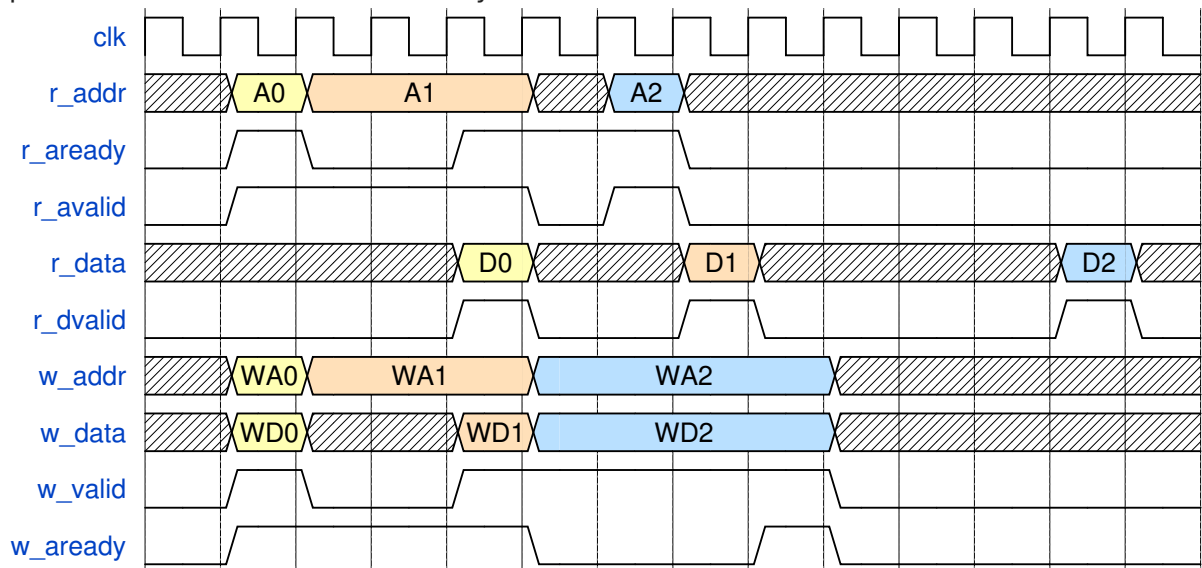 clk
r_addr A0 A1 A2
r_aready
r_avalid
r_data D0 D1 D2
r_dvalid
w_addr WA0 WA1 WA2
w_data WD0 WD1 WD2
w_valid
w_aready